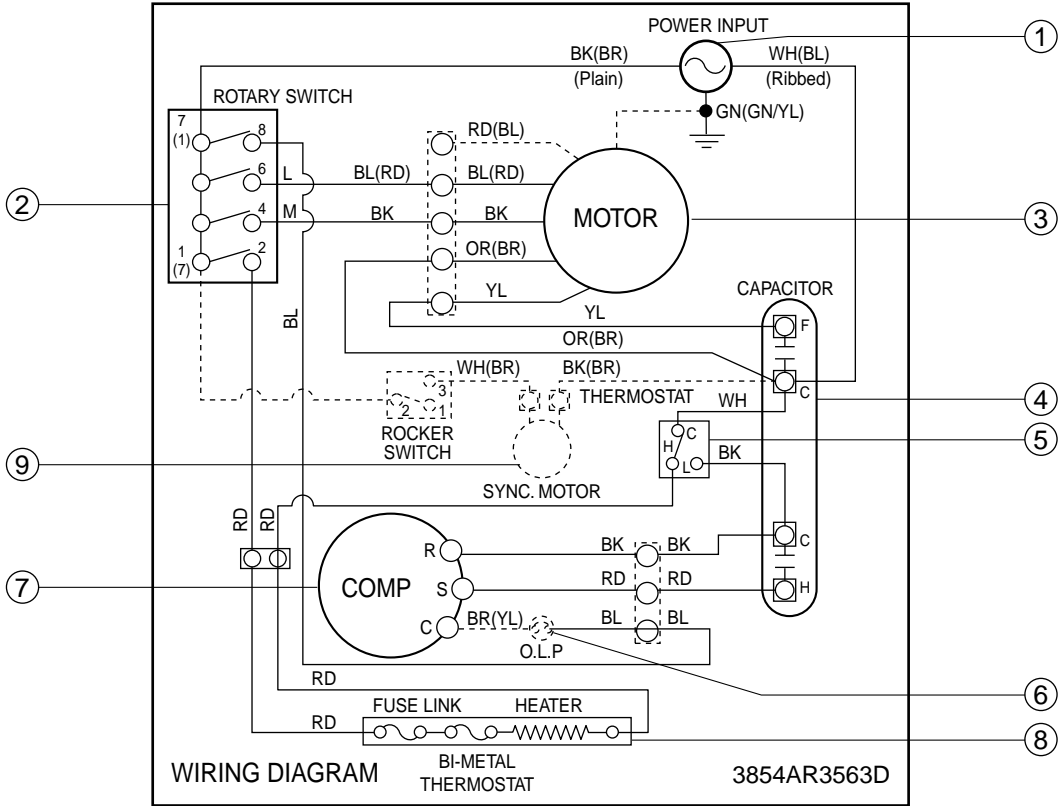 POWER INPUT
1
BK(BR)
WH(BL)
(Plain)
(Ribbed)
ROTARY SWITCH
GN(GN/YL)
7
(1)
8
RD(BL)
6
L
BL(RD)
BL(RD)
2
4
M
BK
BK
MOTOR
3
1
(7)
2
OR(BR)
YL
CAPACITOR
BL
YL
F
OR(BR)
WH(BR)
BK(BR)
C
3
THERMOSTAT
WH
4
2
1
C
5
ROCKER
SWITCH
H
L
BK
9
SYNC. MOTOR
RD
RD
R
BK
BK
C
7
COMP
S
RD
RD
H
C
BR(YL)
BL
BL
O.L.P
6
RD
FUSE LINK
HEATER
RD
8
BI-METAL
THERMOSTAT
WIRING DIAGRAM
3854AR3563D